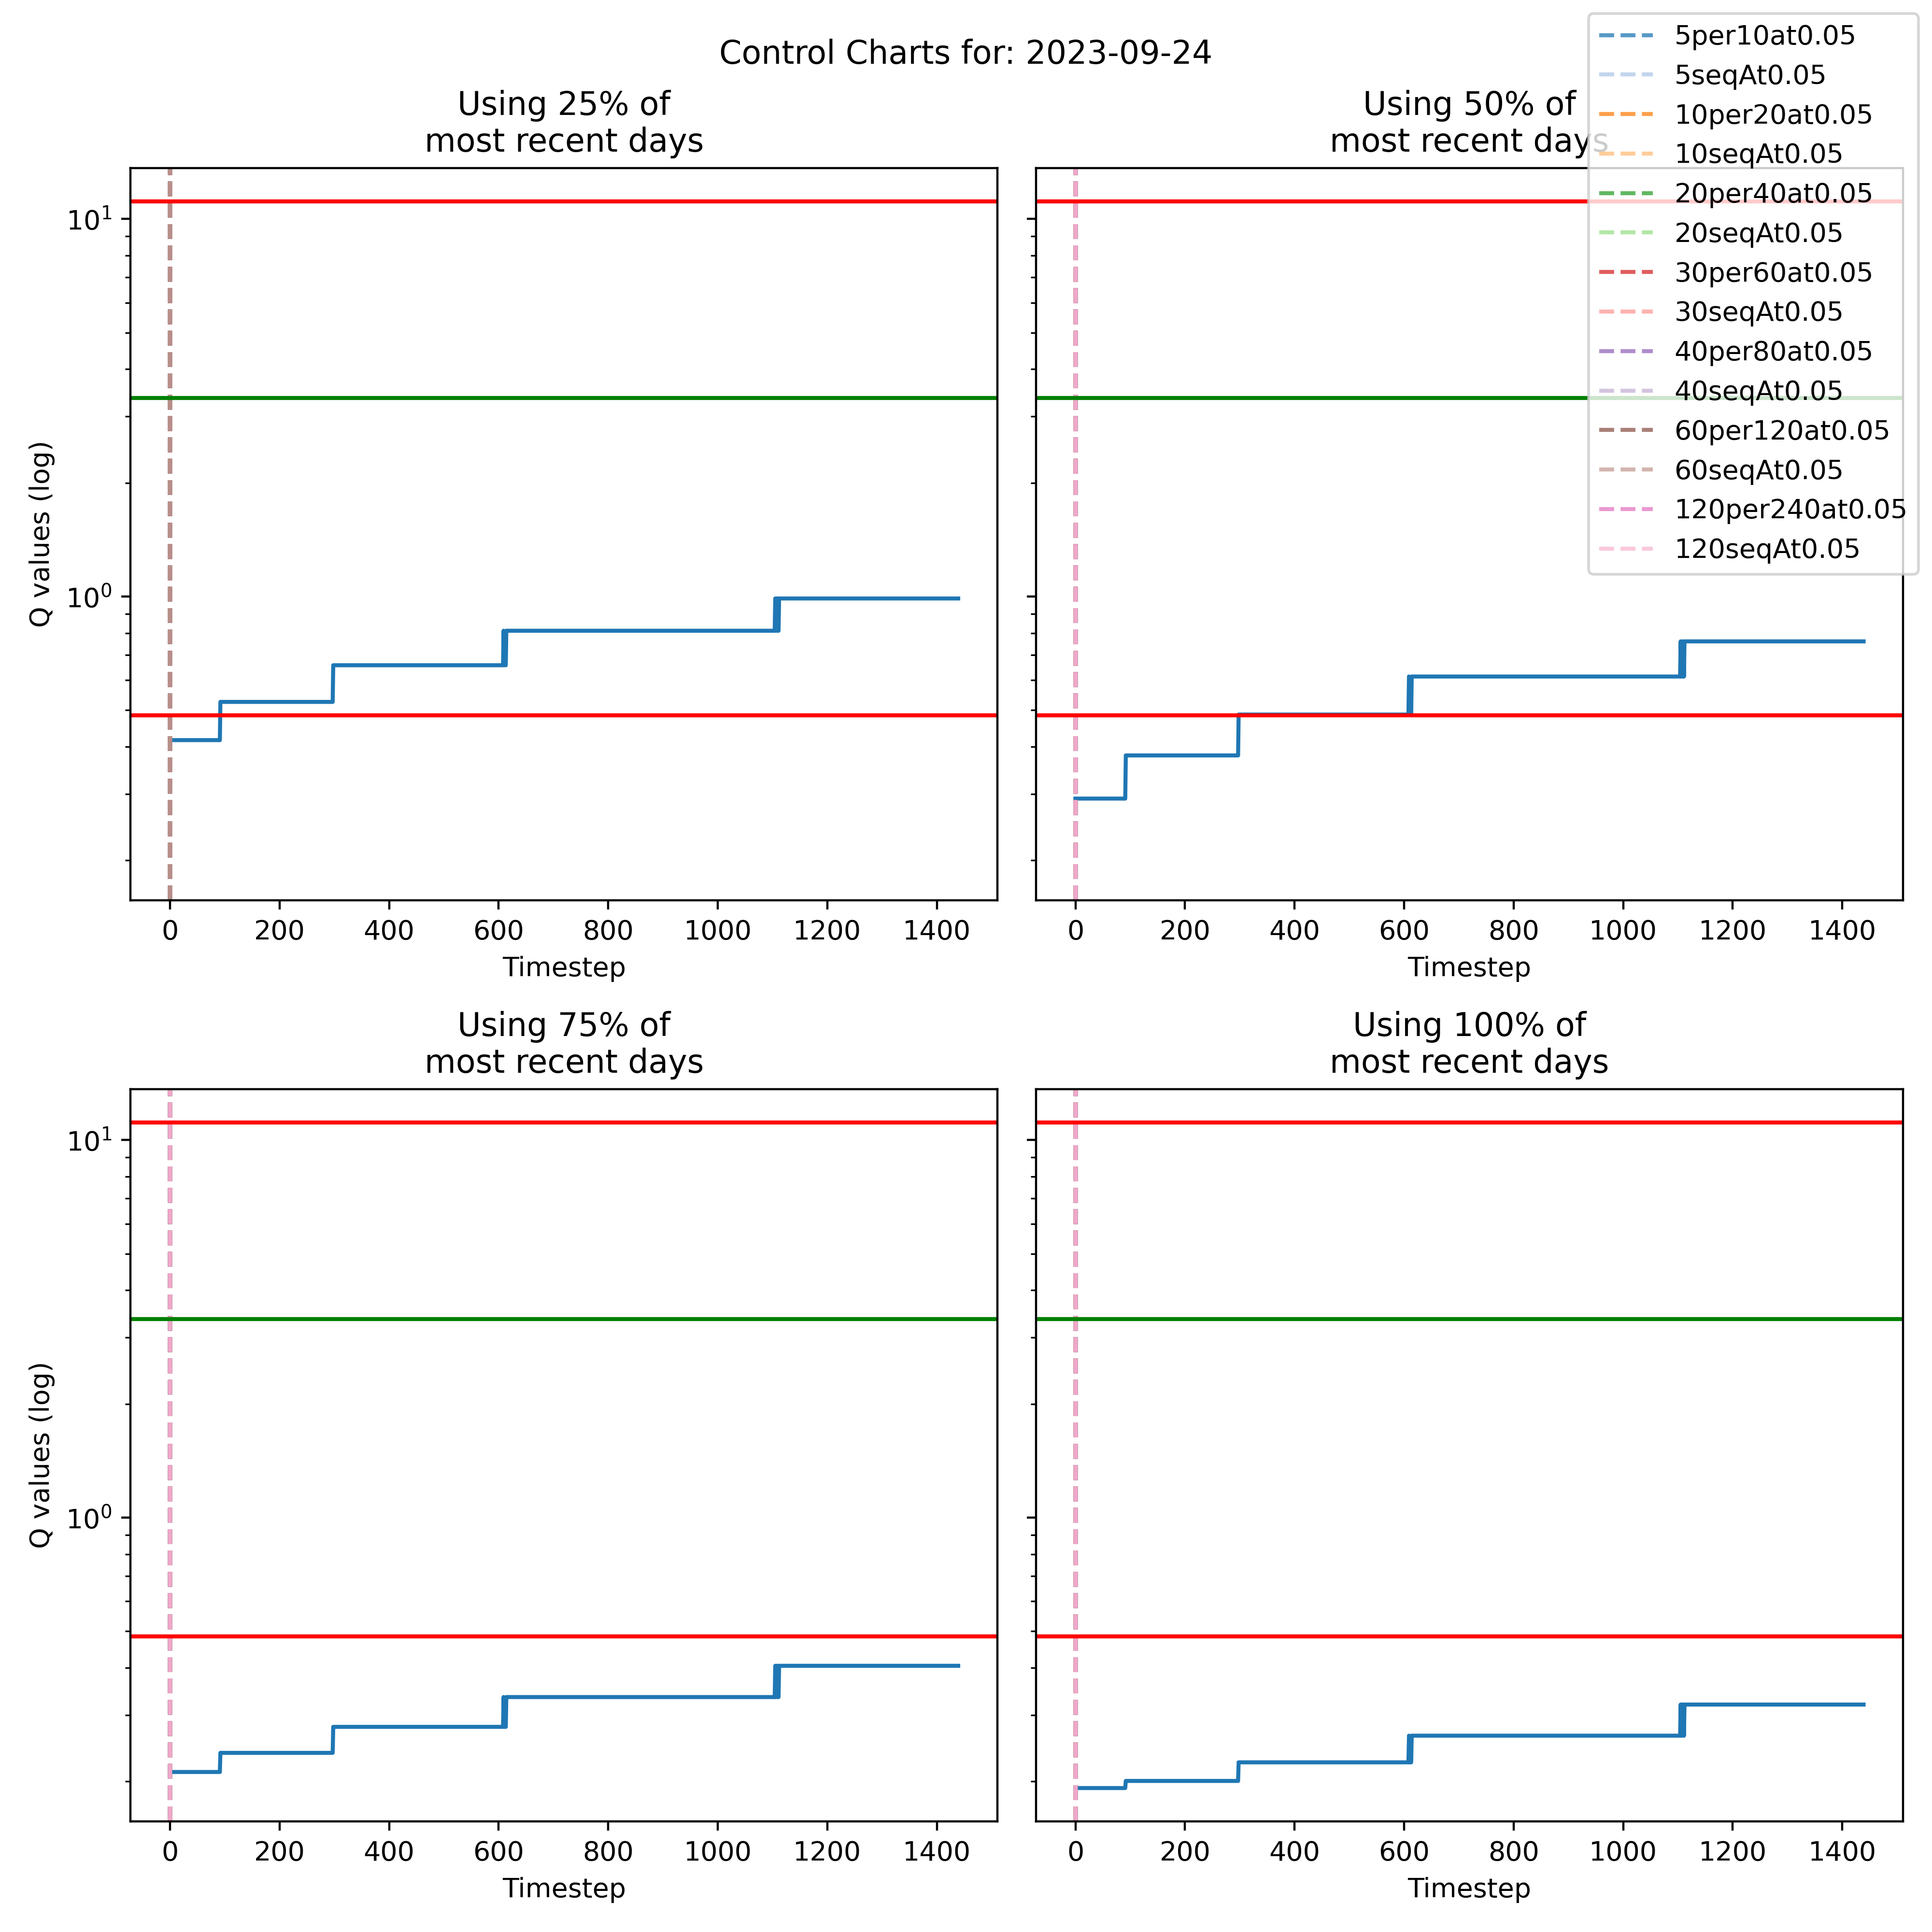 Control Charts for: 2023-09-24
5per10at0.05
5seqAt0.05
10per20at0.05
10seqAt0.05
20per40at0.05
20seqAt0.05
30per60at0.05
30seqAt0.05
40per80at0.05
40seqAt0.05
60per120at0.05
60seqAt0.05
120per240at0.05
120seqAt0.05
Using 25% of
most recent days
Q values (log)
10¹
10⁰
0 200 400 600 800 1000 1200 1400
Timestep
Using 50% of
most recent days
0 200 400 600 800 1000 1200 1400
Timestep
Using 75% of
most recent days
Q values (log)
10¹
10⁰
0 200 400 600 800 1000 1200 1400
Timestep
Using 100% of
most recent days
0 200 400 600 800 1000 1200 1400
Timestep